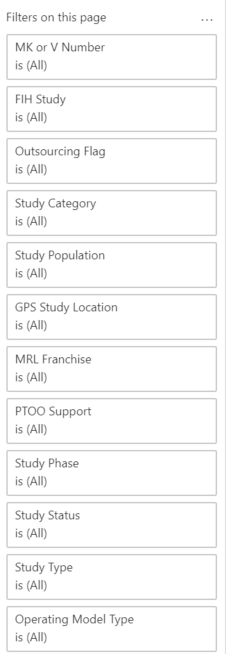 Filters on this page ...
MK or V Number
is (All)
FIH Study
is (All)
Outsourcing Flag
is (All)
Study Category
is (All)
Study Population
is (All)
GPS Study Location
is (All)
MRL Franchise
is (All)
PTOO Support
is (All)
Study Phase
is (All)
Study Status
is (All)
Study Type
is (All)
Operating Model Type
is (All)